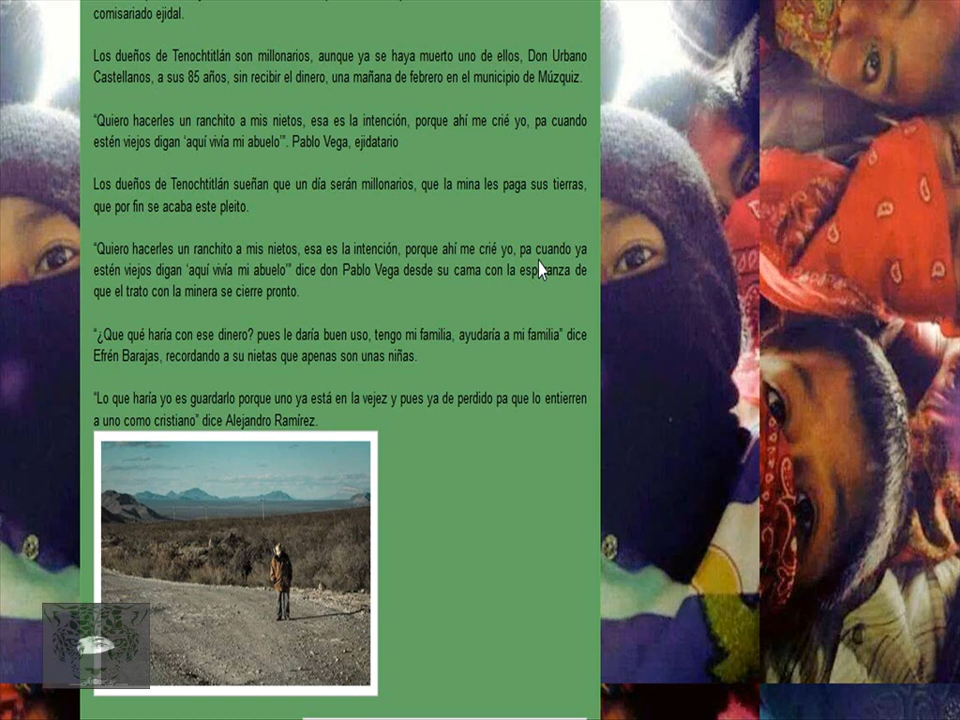 comisariado ejidal.
Los dueños de Tenochtitlán son millonarios, aunque ya se haya muerto uno de ellos, Don Urbano
Castellanos, a sus 85 años, sin recibir el dinero, una mañana de febrero en el municipio de Múzquiz.
“Quiero hacerles un ranchito a mis nietos, esa es la intención, porque ahí me crié yo, pa cuando
estén viejos digan ‘aquí vivía mi abuelo’”. Pablo Vega, ejidatario
Los dueños de Tenochtitlán sueñan que un día serán millonarios, que la mina les paga sus tierras,
que por fin se acaba este pleito.
“Quiero hacerles un ranchito a mis nietos, esa es la intención, porque ahí me crié yo, pa cuando ya
estén viejos digan ‘aquí vivía mi abuelo’” dice don Pablo Vega desde su cama con la esperanza de
que el trato con la minera se cierre pronto.
“¿Que qué haría con ese dinero? pues le daría buen uso, tengo mi familia, ayudaría a mi familia” dice
Efrén Barajas, recordando a su nietas que apenas son unas niñas.
“Lo que haría yo es guardarlo porque uno ya está en la vejez y pues ya de perdido pa que lo entierren
a uno como cristiano” dice Alejandro Ramírez.